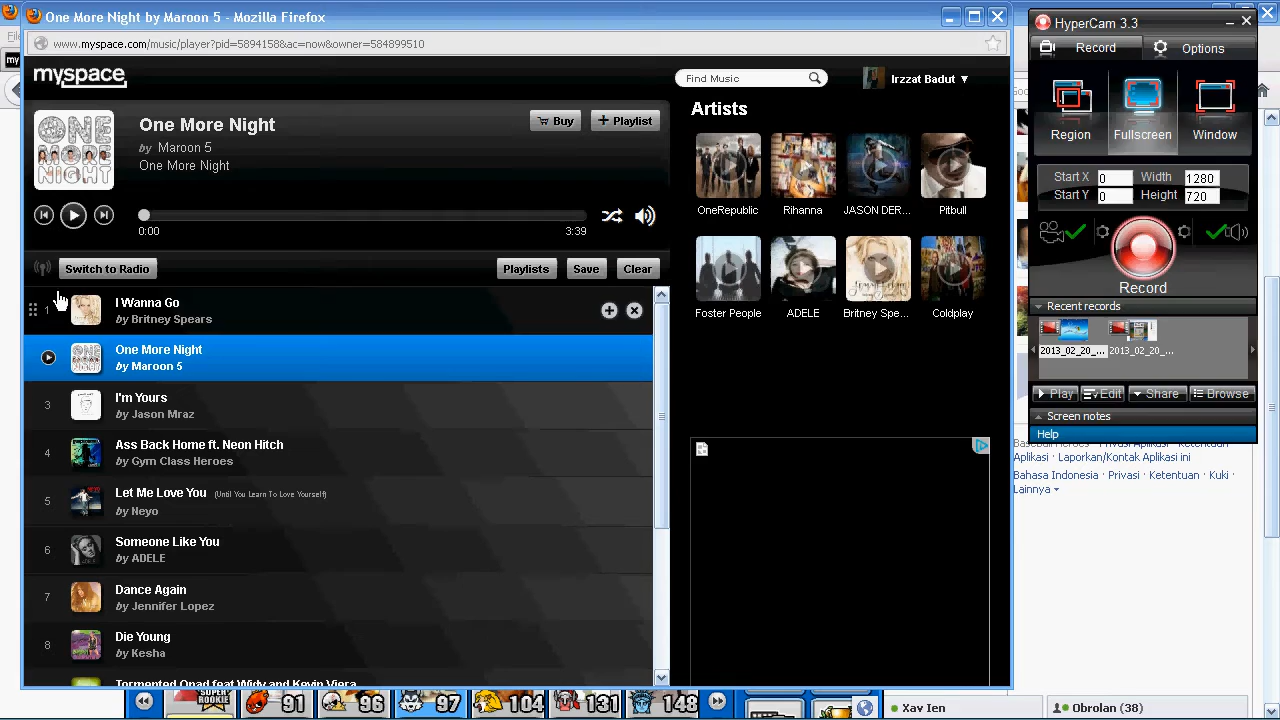 One More Night by Maroon 5 - Mozilla Firefox
www.myspace.com/music/player?pid=5894158&ac=now&homer=584899510
myspace
Find Music
Irzzat Badut ▼
One More Night
by Maroon 5
One More Night
Buy
+ Playlist
0:00
3:39
Switch to Radio
Playlists
Save
Clear
1
I Wanna Go
by Britney Spears
One More Night
by Maroon 5
3
I'm Yours
by Jason Mraz
4
Ass Back Home ft. Neon Hitch
by Gym Class Heroes
5
Let Me Love You (Until You Learn To Love Yourself)
by Neyo
6
Someone Like You
by ADELE
7
Dance Again
by Jennifer Lopez
8
Die Young
by Kesha
Artists
OneRepublic
Rihanna
JASON DER...
Pitbull
Foster People
ADELE
Britney Spe...
Coldplay
HyperCam 3.3
Record
Options
Region
Fullscreen
Window
Start X 0 Width 1280
Start Y 0 Height 720
Record
Recent records
2013_02_20_...
2013_02_20_...
Play
Edit
Share
Browse
Screen notes
Help
Aplikasi · Laporan/Kontak Aplikasi ini
Bahasa Indonesia · Privasi · Ketentuan · Kuki ·
Lainnya
SUPER
ROOKIE
91
96
97
104
131
148
Xav Ien
Obrolan (38)